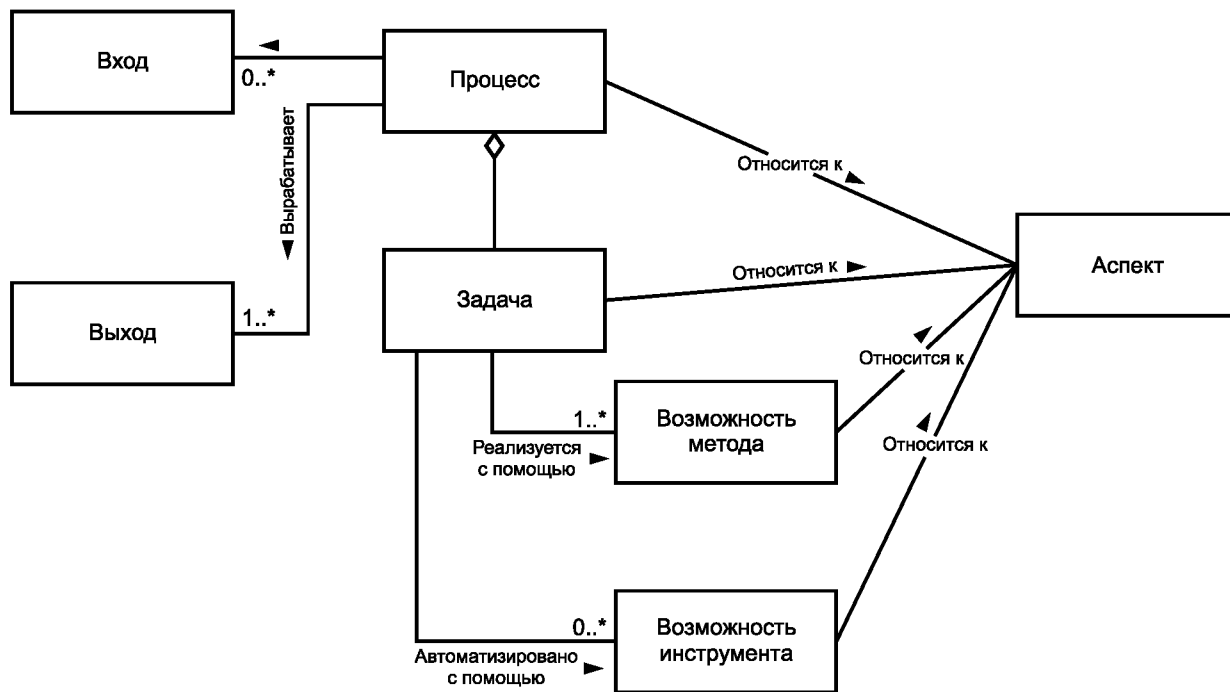 Вход
0..*
Процесс
Вырабатывает
Относится к
Аспект
Относится к
Задача
1..*
Выход
Относится к
1..*
Возможность
метода
Реализуется
с помощью
Относится к
0..*
Возможность
инструмента
Автоматизировано
с помощью